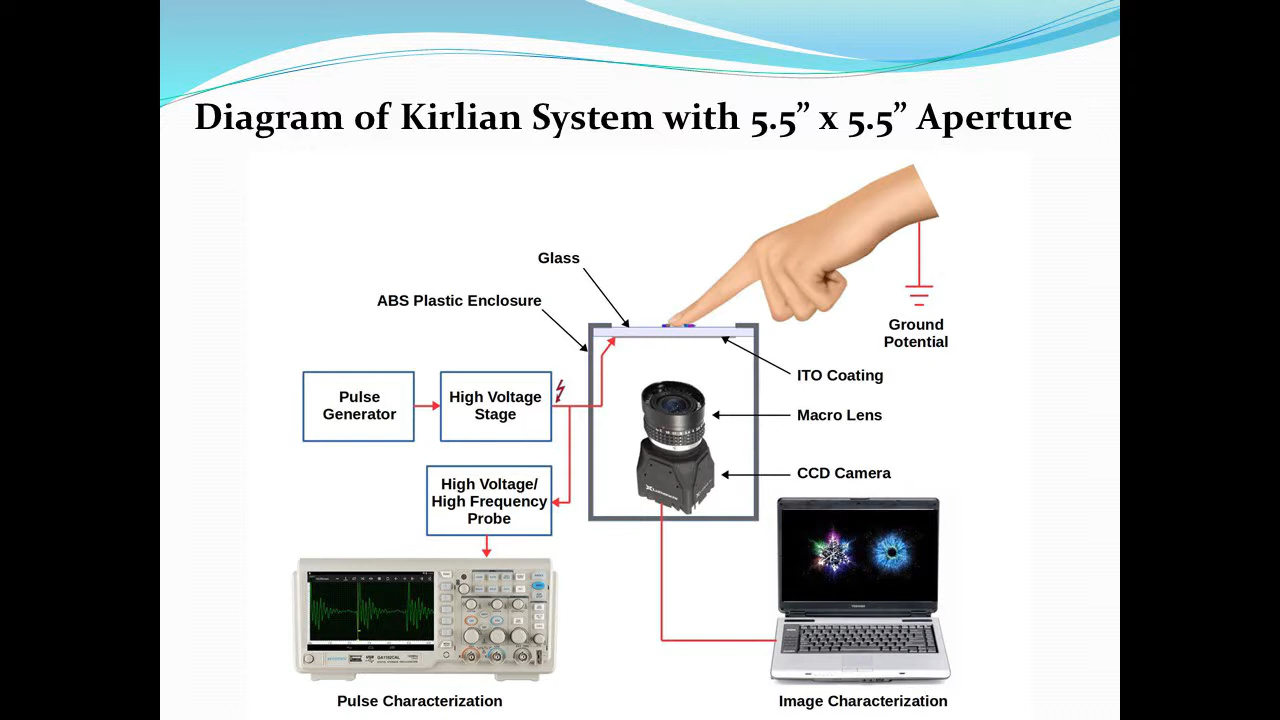 Diagram of Kirlian System with 5.5” x 5.5” Aperture
Glass
ABS Plastic Enclosure
Ground
Potential
ITO Coating
Pulse
Generator
High Voltage
Stage
Macro Lens
CCD Camera
High Voltage/
High Frequency
Probe
TOSHIBA
Pulse Characterization
Image Characterization